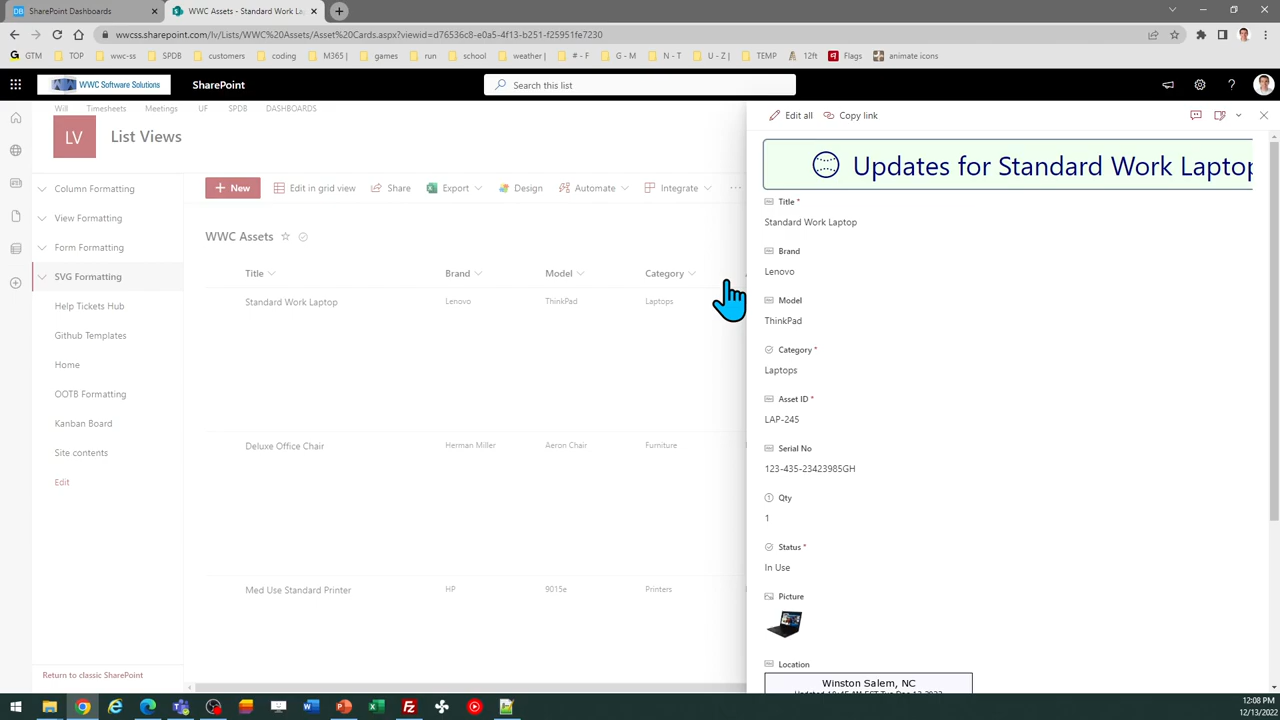 SharePoint Dashboards
WWC Assets - Standard Work La
wwcss.sharepoint.com/lv/Lists/WWC%20Assets/Asset%20Cards.aspx?viewid=d76536c8-e0a5-4f13-b251-f25951fe7230
GTM
TOP
wwc-ss
SPDB
customers
coding
M365 |
games
run
school
weather |
# - F
G - M
N - T
U - Z |
TEMP
12ft
Flags
animate icons
WWC Software Solutions
SharePoint
Search this list
Will
Timesheets
Meetings
UF
SPDB
DASHBOARDS
LV
List Views
Edit all
Copy link
Updates for Standard Work Laptop
Column Formatting
View Formatting
Form Formatting
SVG Formatting
Help Tickets Hub
Github Templates
Home
OOTB Formatting
Kanban Board
Site contents
Edit
Return to classic SharePoint
New
Edit in grid view
Share
Export
Design
Automate
Integrate
WWC Assets
Title
Brand
Model
Category
Standard Work Laptop
Lenovo
ThinkPad
Laptops
Deluxe Office Chair
Herman Miller
Aeron Chair
Furniture
Med Use Standard Printer
HP
9015e
Printers
Title *
Standard Work Laptop
Brand
Lenovo
Model
ThinkPad
Category *
Laptops
Asset ID *
LAP-245
Serial No
123-435-23423985GH
Qty
1
Status *
In Use
Picture
Location
Winston Salem, NC
12:08 PM
12/13/2022